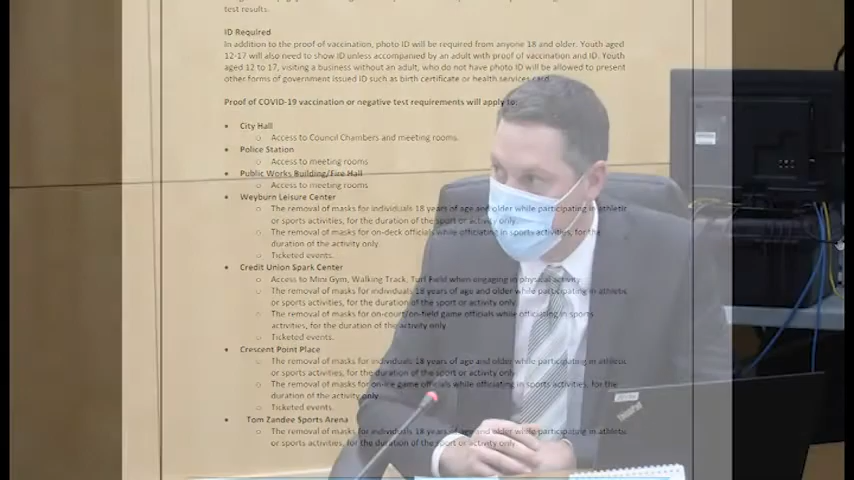 test results.
ID Required
In addition to the proof of vaccination, photo ID will be required from anyone 18 and older. Youth aged
12-17 will also need to show ID unless accompanied by an adult with proof of vaccination and ID. Youth
aged 12 to 17, visiting a business without an adult, who do not have photo ID will be allowed to present
other forms of government issued ID such as birth certificate or health services card.
Proof of COVID-19 vaccination or negative test requirements will apply to:
• City Hall
o Access to Council Chambers and meeting rooms.
• Police Station
o Access to meeting rooms
• Public Works Building/Fire Hall
o Access to meeting rooms
• Weyburn Leisure Center
o The removal of masks for individuals 18 years of age and older while participating in athletic
or sports activities, for the duration of the sport or activity only.
o The removal of masks for on-deck officials while officiating in sports activities, for the
duration of the activity only.
o Ticketed events.
• Credit Union Spark Center
o Access to Mini Gym, Walking Track, Turf Field when engaging in physical activity.
o The removal of masks for individuals 18 years of age and older while participating in athletic
or sports activities, for the duration of the sport or activity only.
o The removal of masks for on-court/on-field game officials while officiating in sports
activities, for the duration of the activity only.
o Ticketed events.
• Crescent Point Place
o The removal of masks for individuals 18 years of age and older while participating in athletic
or sports activities, for the duration of the sport or activity only.
o The removal of masks for on-ice game officials while officiating in sports activities, for the
duration of the activity only.
o Ticketed events.
• Tom Zandee Sports Arena
o The removal of masks for individuals 18 years of age and older while participating in athletic
or sports activities, for the duration of the sport or activity only.
ThinkPad